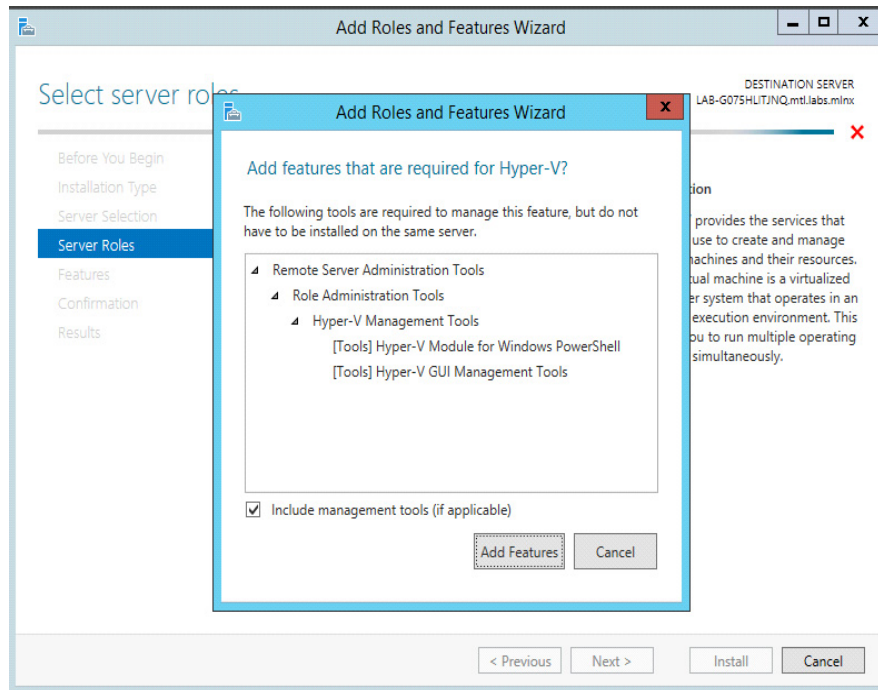 Add Roles and Features Wizard
Select server
DESTINATION SERVER
LAB-G075HLITJNQ.mtl.labs.mlnx
Before You Begin
Installation Type
Server Selection
Server Roles
Features
Confirmation
Results
Add Roles and Features Wizard
Add features that are required for Hyper-V?
The following tools are required to manage this feature, but do not
have to be installed on the same server.
Remote Server Administration Tools
Role Administration Tools
Hyper-V Management Tools
[Tools] Hyper-V Module for Windows PowerShell
[Tools] Hyper-V GUI Management Tools
Include management tools (if applicable)
Add Features
Cancel
provides the services that
use to create and manage
and their resources.
machine is a virtualized
system that operates in an
execution environment. This
to run multiple operating
simultaneously.
< Previous
Next >
Install
Cancel